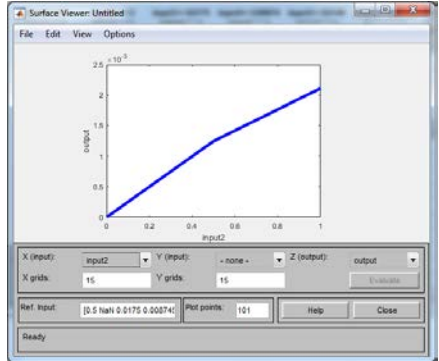 Surface Viewer: Untitled
File Edit View Options
2.5 ×10⁻³
2
1.5
1
0.5
0
output
0 0.2 0.4 0.6 0.8 1
input2
X (input): input2 Y (input): - none - Z (output): output
X grids: 15 Y grids: 15 Evaluate
Ref. Input: [0.5 NaN 0.0175 0.00874 Plot points: 101 Help Close
Ready